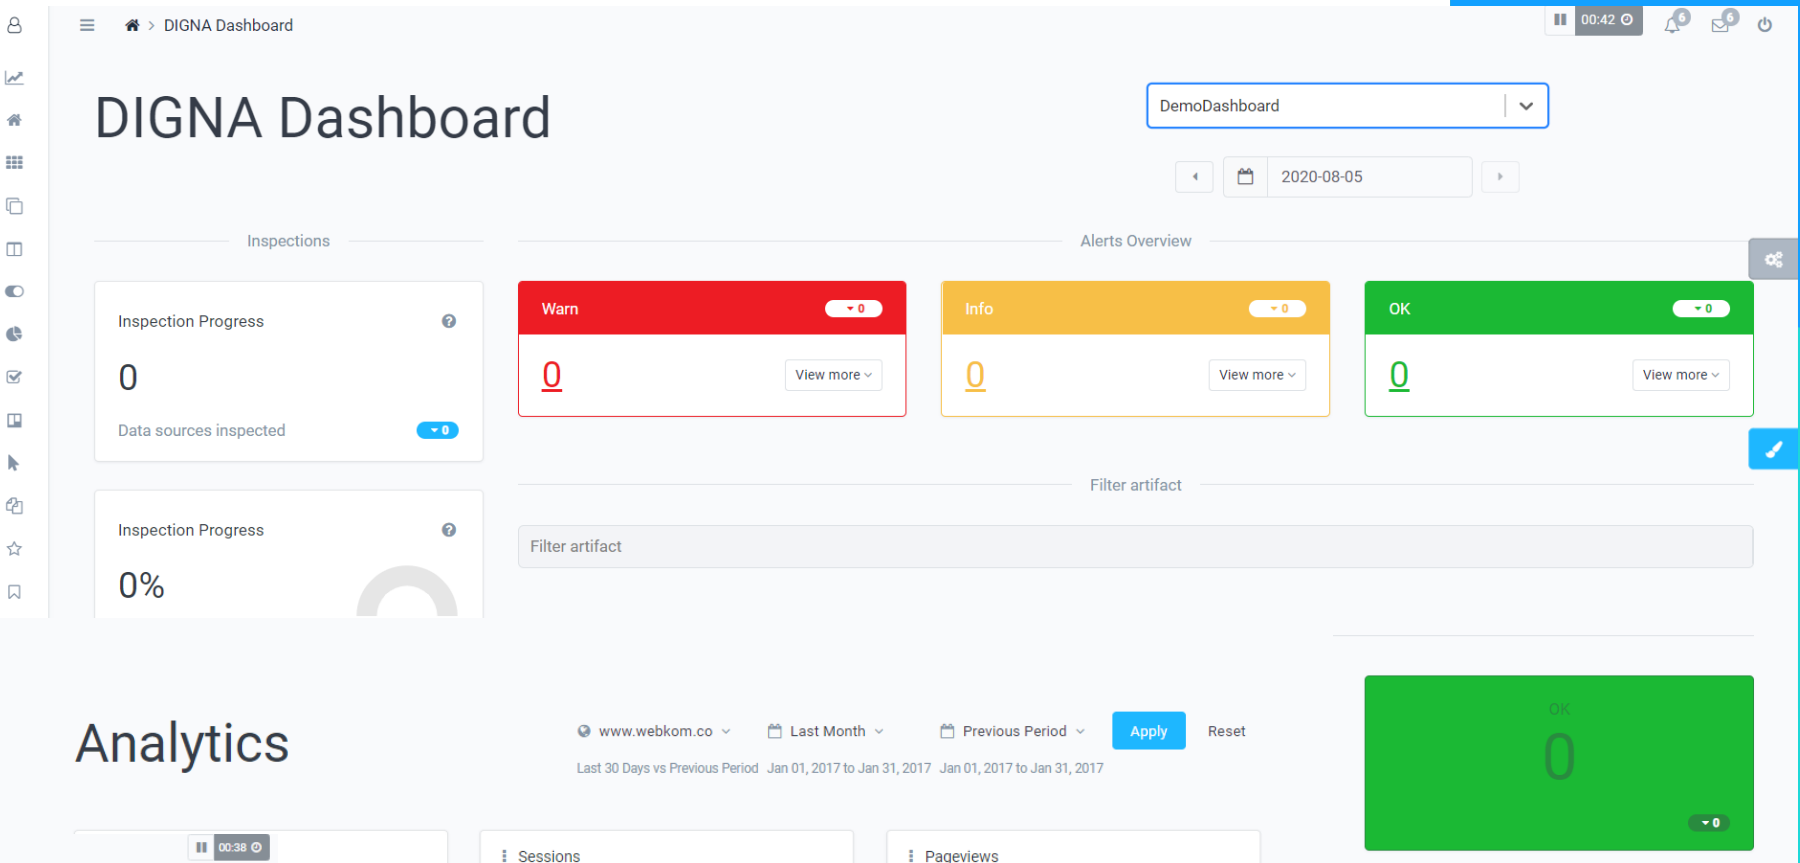 DIGNA Dashboard
00:42
6
6
DIGNA Dashboard
DemoDashboard
2020-08-05
Inspections
Alerts Overview
Inspection Progress
0
Data sources inspected
0
Warn
0
0
View more
Info
0
0
View more
OK
0
0
View more
Filter artifact
Filter artifact
Inspection Progress
0%
Analytics
www.webkom.co
Last Month
Previous Period
Apply
Reset
Last 30 Days vs Previous Period
Jan 01, 2017 to Jan 31, 2017
Jan 01, 2017 to Jan 31, 2017
OK
0
0
00:38
Sessions
Pageviews